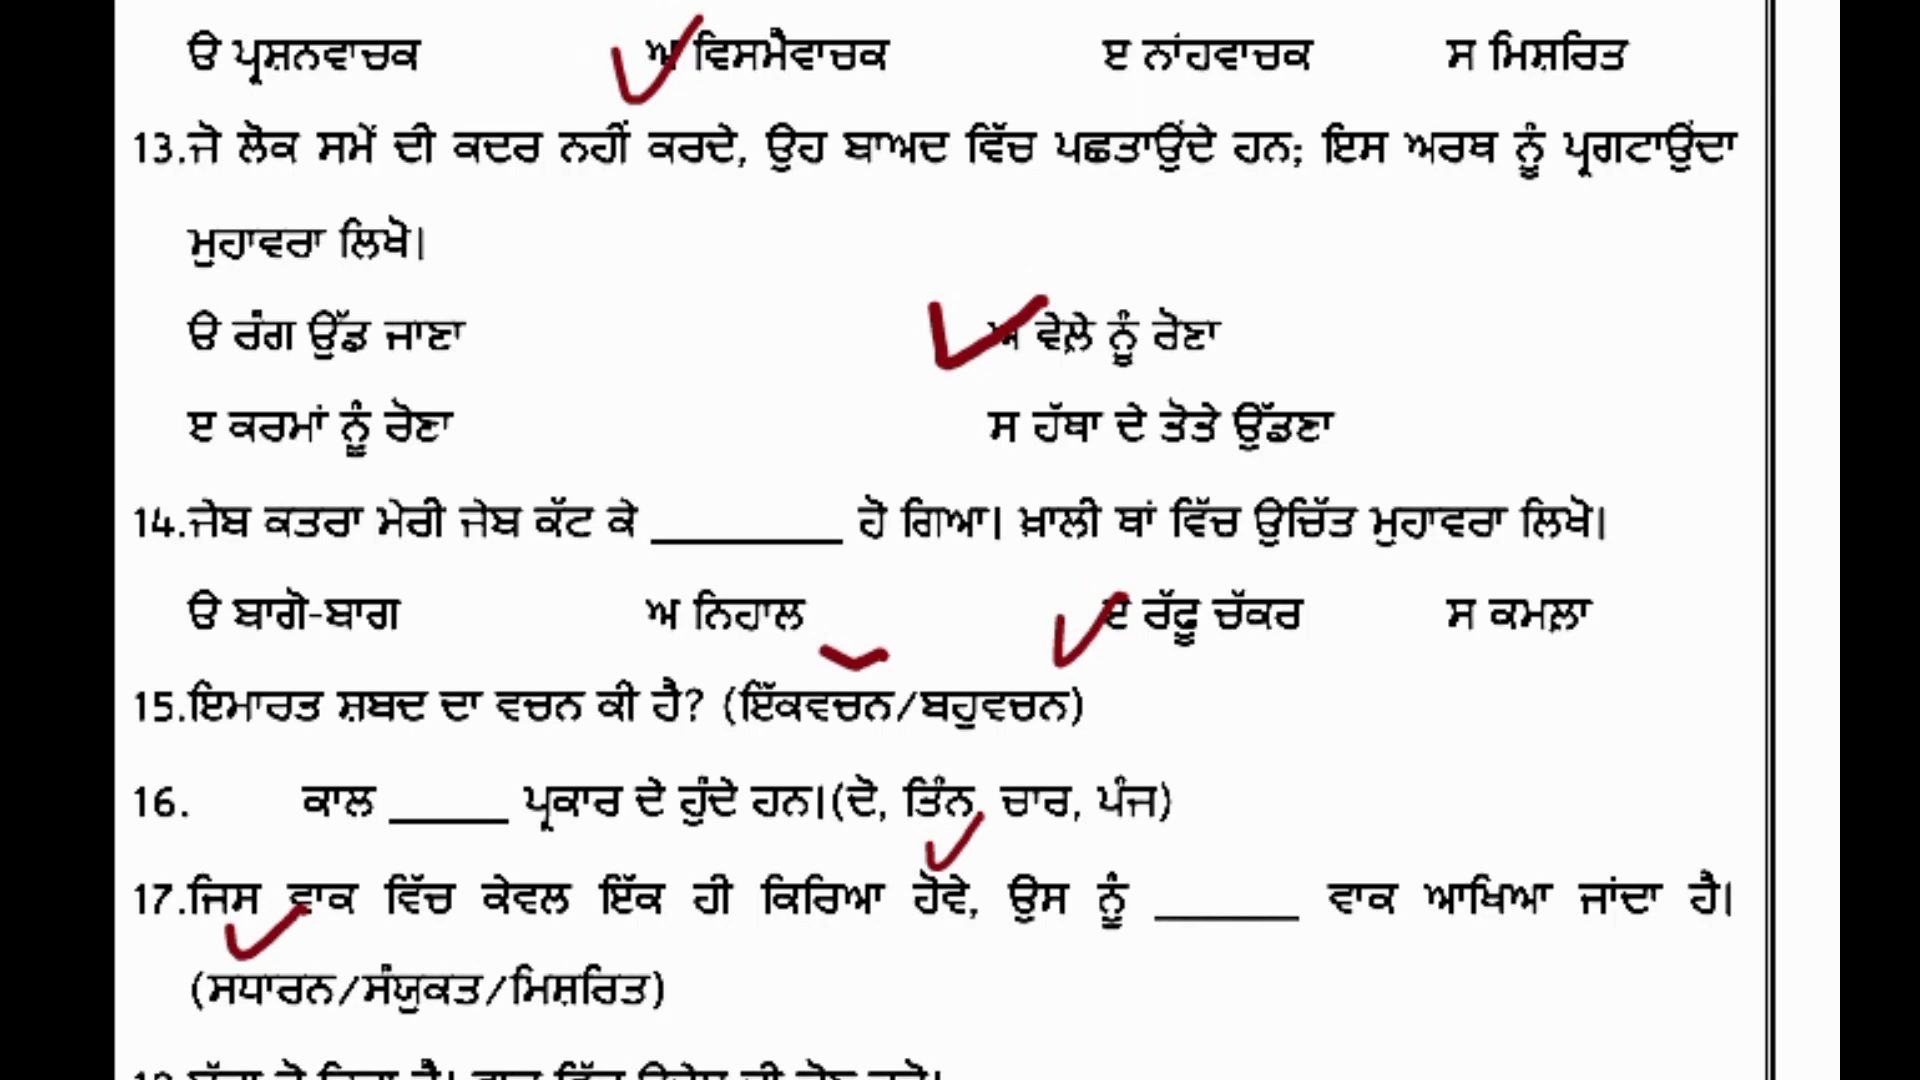 ੳ ਪ੍ਰਸ਼ਨਵਾਚਕ ਅ ਵਿਸਮੈਵਾਚਕ ੲ ਨਾਂਹਵਾਚਕ ਸ ਮਿਸ਼ਰਿਤ
13.ਜੋ ਲੋਕ ਸਮੇਂ ਦੀ ਕਦਰ ਨਹੀਂ ਕਰਦੇ, ਉਹ ਬਾਅਦ ਵਿੱਚ ਪਛਤਾਉਂਦੇ ਹਨ; ਇਸ ਅਰਥ ਨੂੰ ਪ੍ਰਗਟਾਉਂਦਾ
ਮੁਹਾਵਰਾ ਲਿਖੋ।
ੳ ਰੰਗ ਉੱਡ ਜਾਣਾ ਅ ਵੇਲ਼ੇ ਨੂੰ ਰੋਣਾ
ੲ ਕਰਮਾਂ ਨੂੰ ਰੋਣਾ ਸ ਹੱਥਾ ਦੇ ਤੋਤੇ ਉੱਡਣਾ
14.ਜੇਬ ਕਤਰਾ ਮੇਰੀ ਜੇਬ ਕੱਟ ਕੇ ________ ਹੋ ਗਿਆ। ਖ਼ਾਲੀ ਥਾਂ ਵਿੱਚ ਉਚਿੱਤ ਮੁਹਾਵਰਾ ਲਿਖੋ।
ੳ ਬਾਗੋ-ਬਾਗ ਅ ਨਿਹਾਲ ੲ ਰੱਫੂ ਚੱਕਰ ਸ ਕਮਲ਼ਾ
15.ਇਮਾਰਤ ਸ਼ਬਦ ਦਾ ਵਚਨ ਕੀ ਹੈ? (ਇੱਕਵਚਨ/ਬਹੁਵਚਨ)
16. ਕਾਲ _____ ਪ੍ਰਕਾਰ ਦੇ ਹੁੰਦੇ ਹਨ।(ਦੋ, ਤਿੰਨ, ਚਾਰ, ਪੰਜ)
17.ਜਿਸ ਵਾਕ ਵਿੱਚ ਕੇਵਲ ਇੱਕ ਹੀ ਕਿਰਿਆ ਹੋਵੇ, ਉਸ ਨੂੰ ______ ਵਾਕ ਆਖਿਆ ਜਾਂਦਾ ਹੈ।
(ਸਧਾਰਨ/ਸੰਯੁਕਤ/ਮਿਸ਼ਰਿਤ)